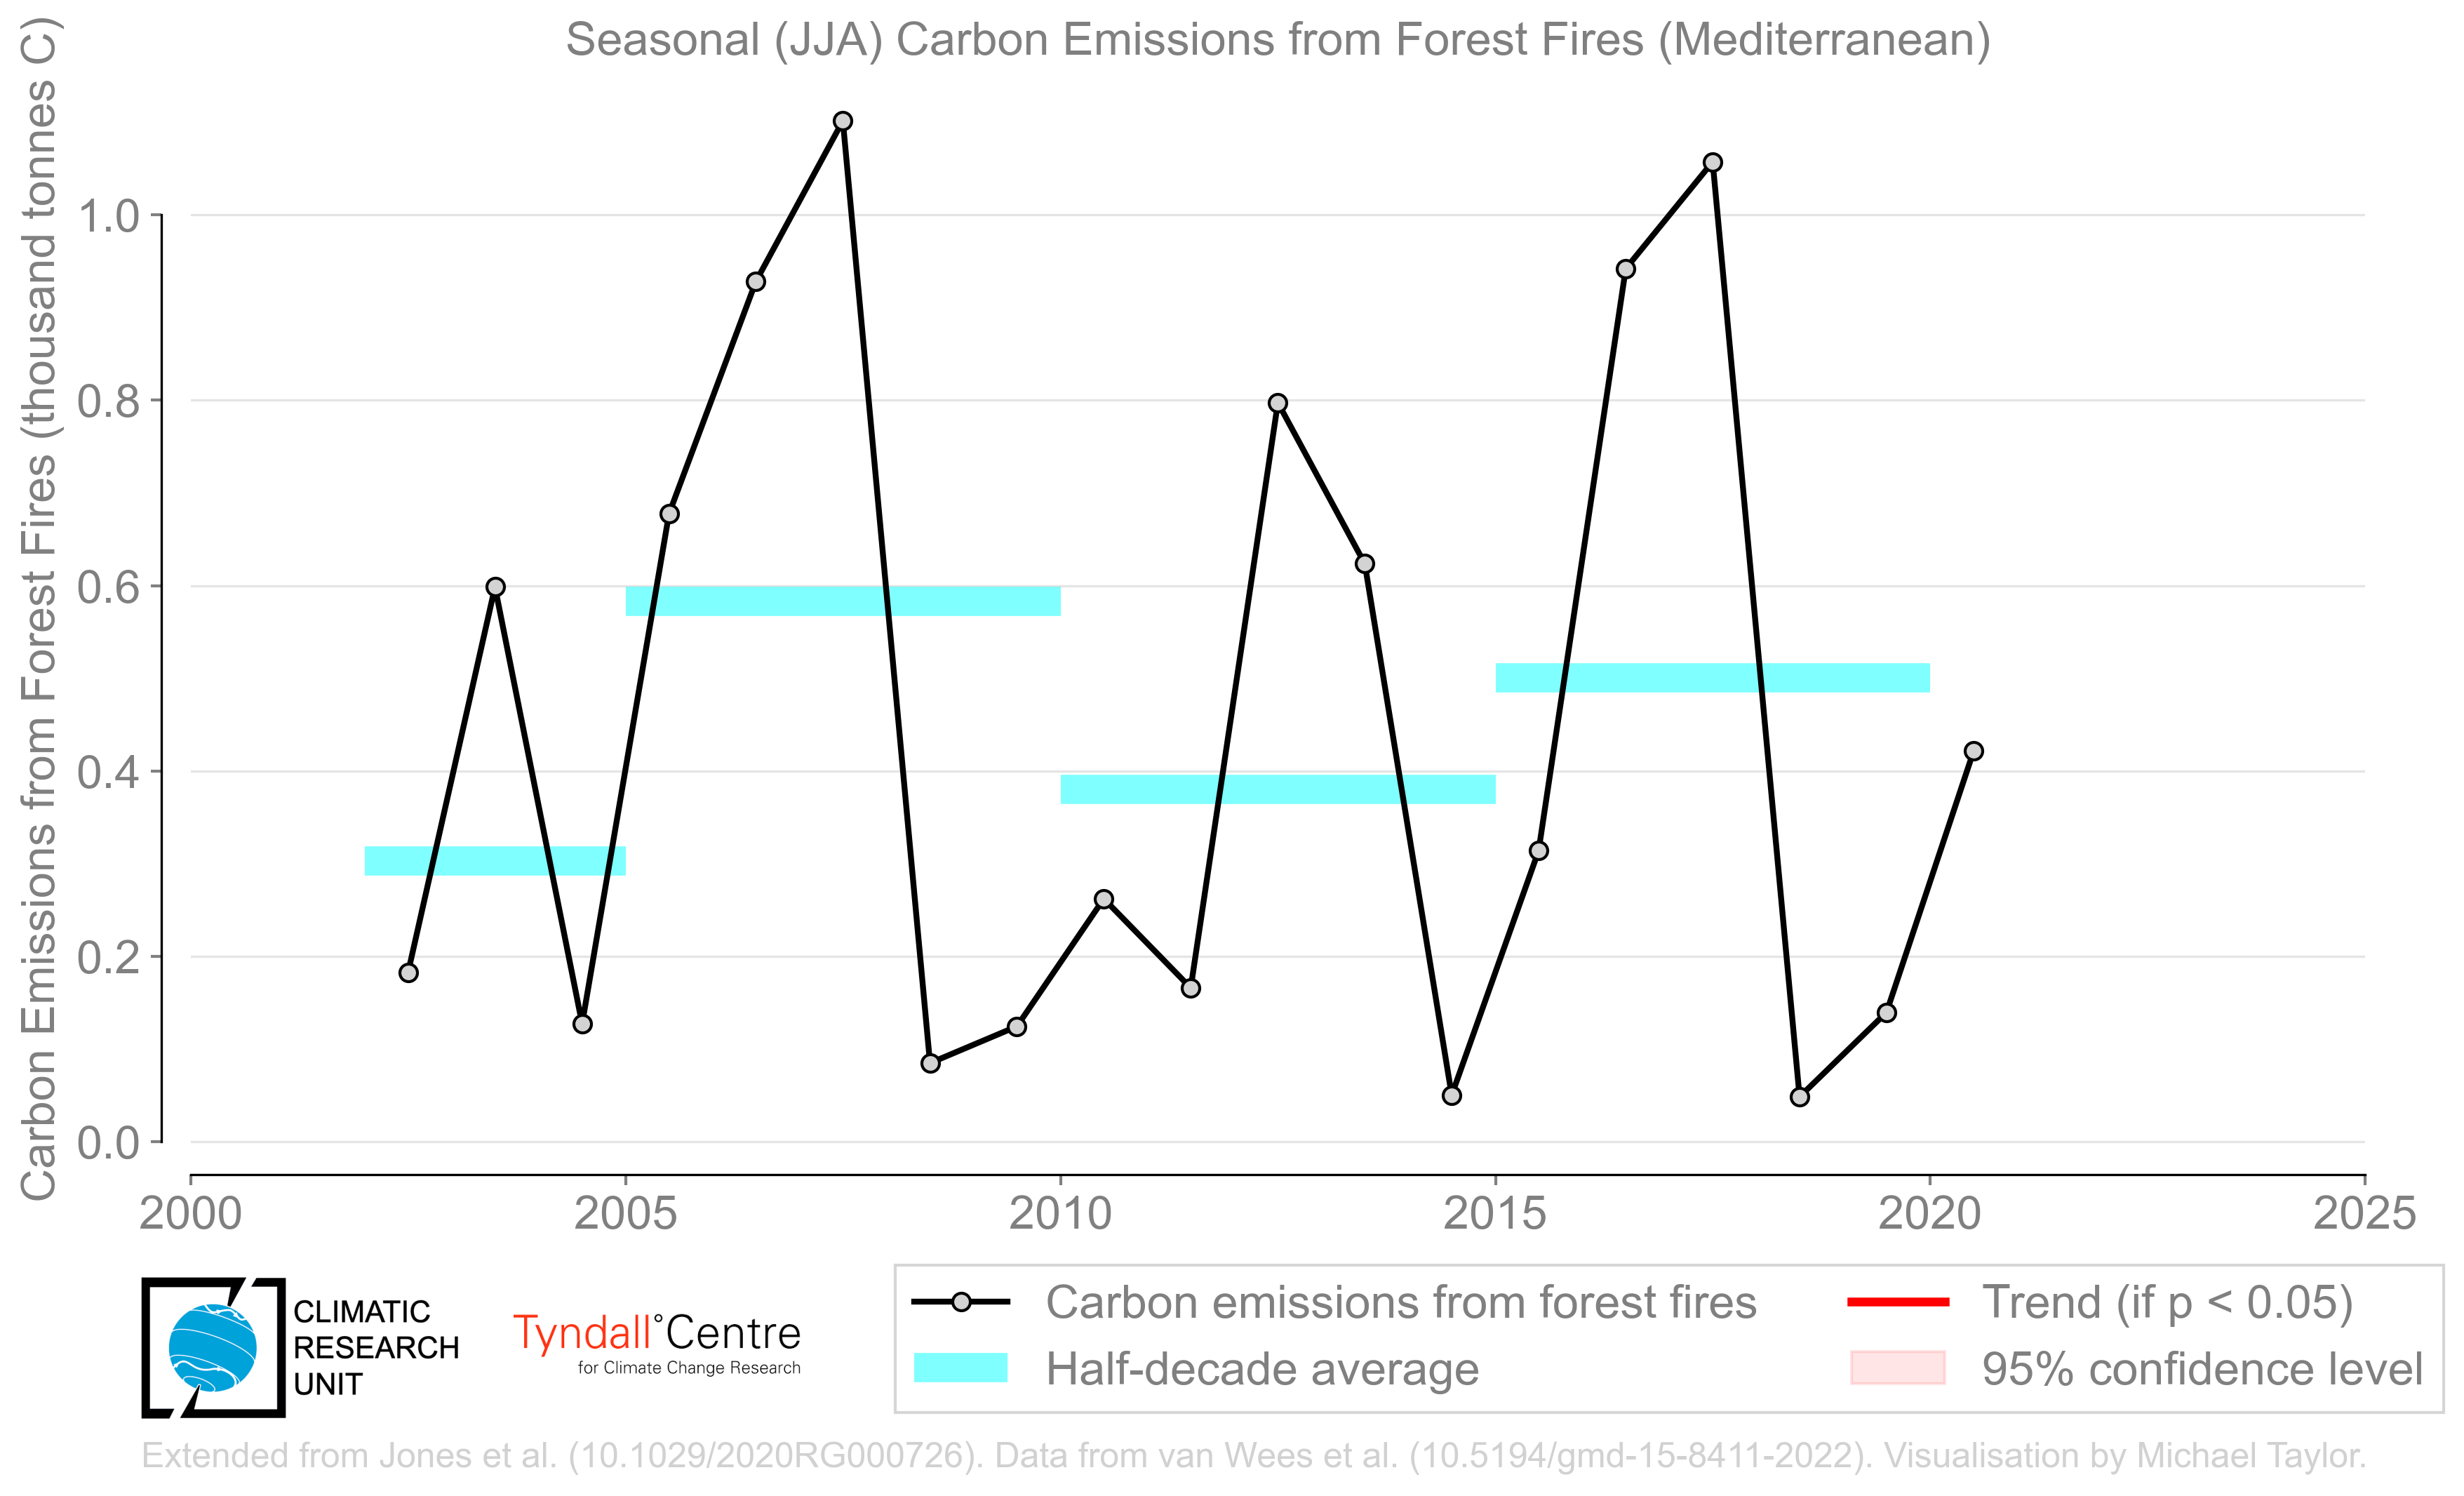 Seasonal (JJA) Carbon Emissions from Forest Fires (Mediterranean)
Carbon Emissions from Forest Fires (thousand tonnes C)
1.0
0.8
0.6
0.4
0.2
0.0
2000 2005 2010 2015 2020 2025
CLIMATIC
RESEARCH
UNIT
Tyndall°Centre
for Climate Change Research
Carbon emissions from forest fires
Half-decade average
Trend (if p < 0.05)
95% confidence level
Extended from Jones et al. (10.1029/2020RG000726). Data from van Wees et al. (10.5194/gmd-15-8411-2022). Visualisation by Michael Taylor.